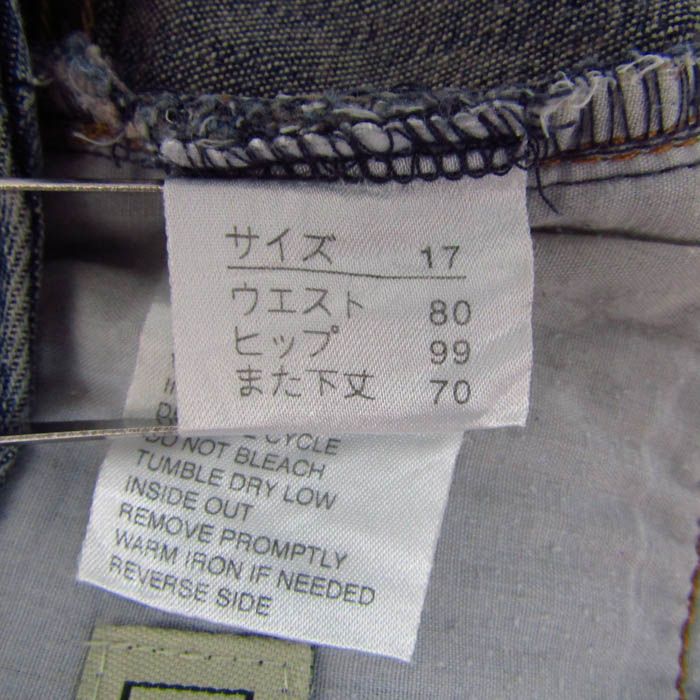 サイズ 17
ウエスト 80
ヒップ 99
また下丈 70
CYCLE
DO NOT BLEACH
TUMBLE DRY LOW
INSIDE OUT
REMOVE PROMPTLY
WARM IRON IF NEEDED
REVERSE SIDE